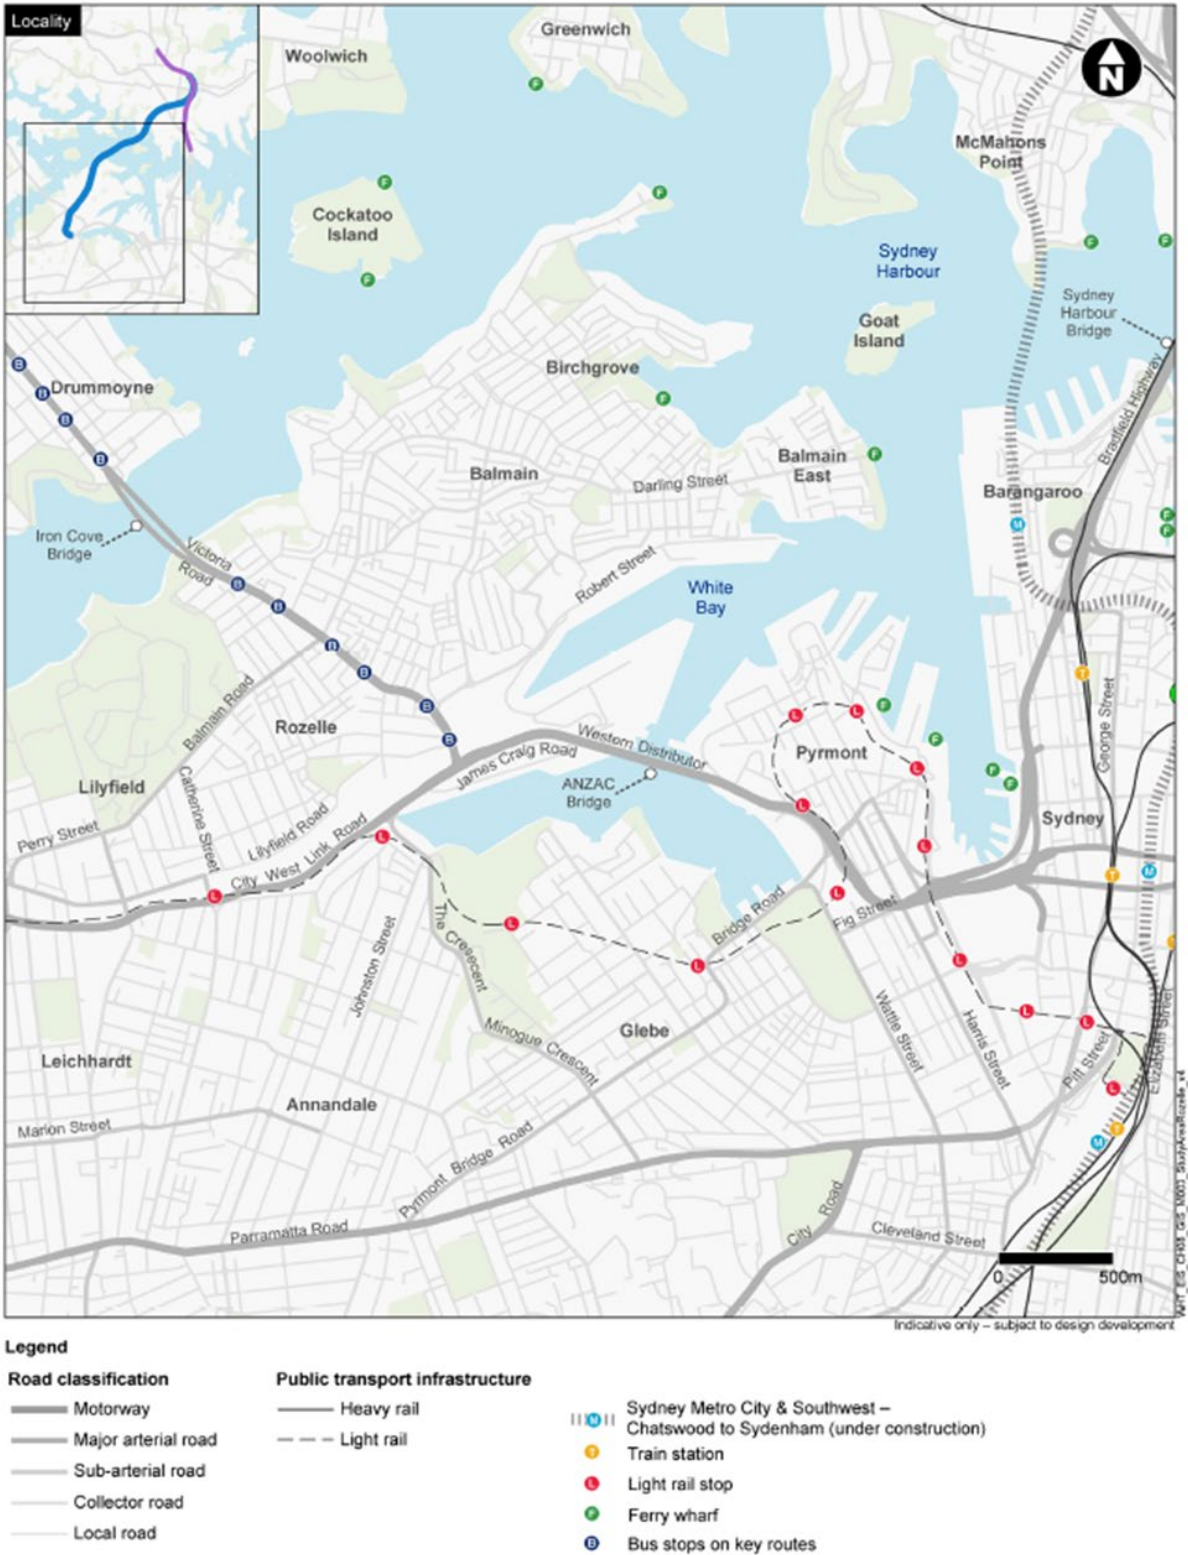 Locality
Woolwich
Greenwich
N
McMahons
Point
F
F
F
Cockatoo
Island
F
F
F
Sydney
Harbour
Sydney
Harbour
Bridge
Goat
Island
B
B
Drummoyne
B
B
Birchgrove
F
Bradfield Highway
Balmain
Darling Street
Balmain
East
F
Barangaroo
M
F
F
Iron Cove
Bridge
Victoria
Road
Robert Street
White
Bay
B
B
B
B
B
B
T
George Street
Balmain Road
Rozelle
L
L
F
F
Western Distributor
James Craig Road
Pyrmont
L
F
F
ANZAC
Bridge
Lilyfield
Catherine Street
L
Sydney
Perry Street
Lilyfield Road
City West Link Road
L
L
L
L
T
M
The Crescent
L
Bridge Road
Fig Street
T
Johnston Street
L
L
Wattle Street
Harris Street
L
L
Pitt Street
Elizabeth Street
Minogue Crescent
Glebe
Leichhardt
Annandale
L
T
M
Marion Street
Pyrmont Bridge Road
Parramatta Road
City Road
Cleveland Street
0 500m
Indicative only – subject to design development
Legend
Road classification
Motorway
Major arterial road
Sub-arterial road
Collector road
Local road
Public transport infrastructure
Heavy rail
Light rail
M Sydney Metro City & Southwest –
Chatswood to Sydenham (under construction)
T Train station
L Light rail stop
F Ferry wharf
B Bus stops on key routes